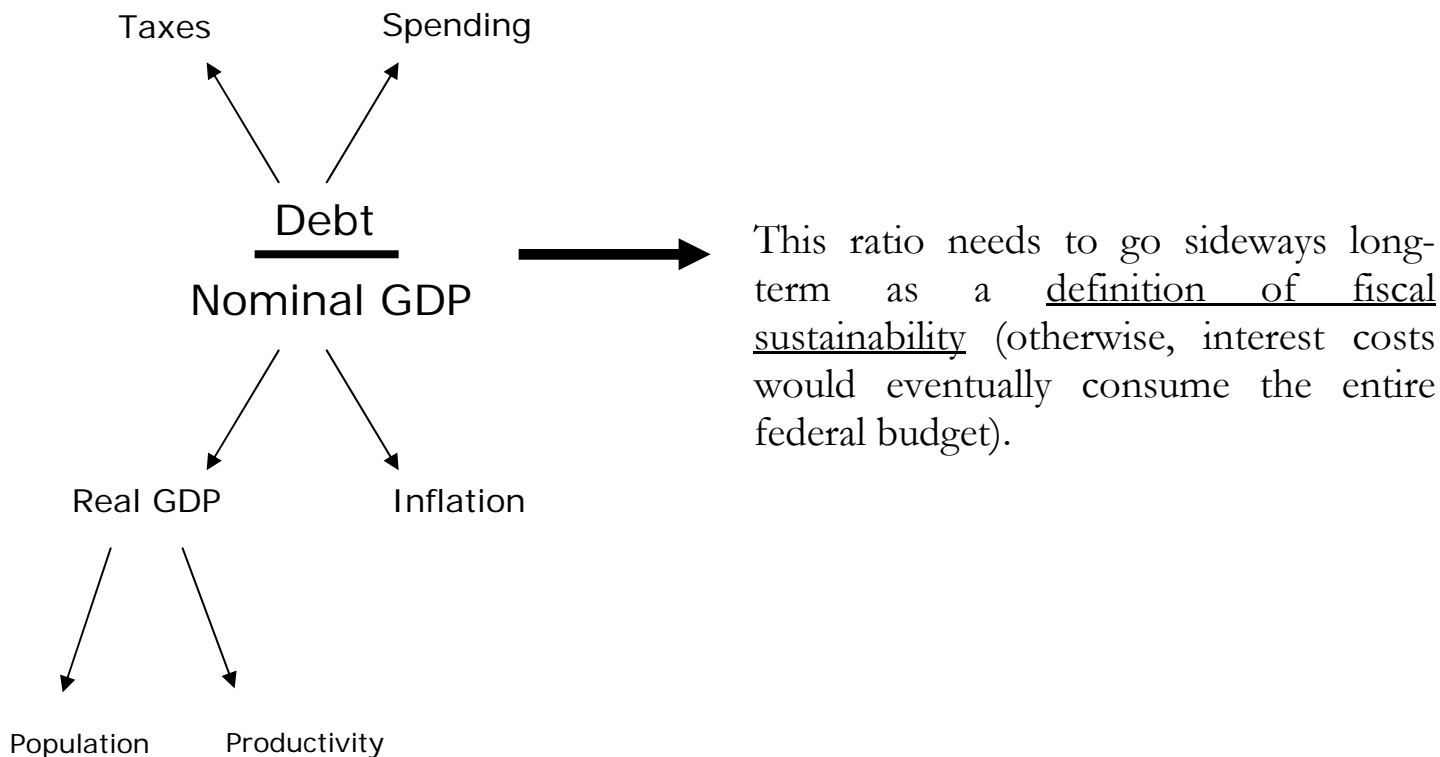 Taxes Spending
Debt
Nominal GDP
This ratio needs to go sideways long-
term as a definition of fiscal
sustainability (otherwise, interest costs
would eventually consume the entire
federal budget).
Real GDP Inflation
Population Productivity